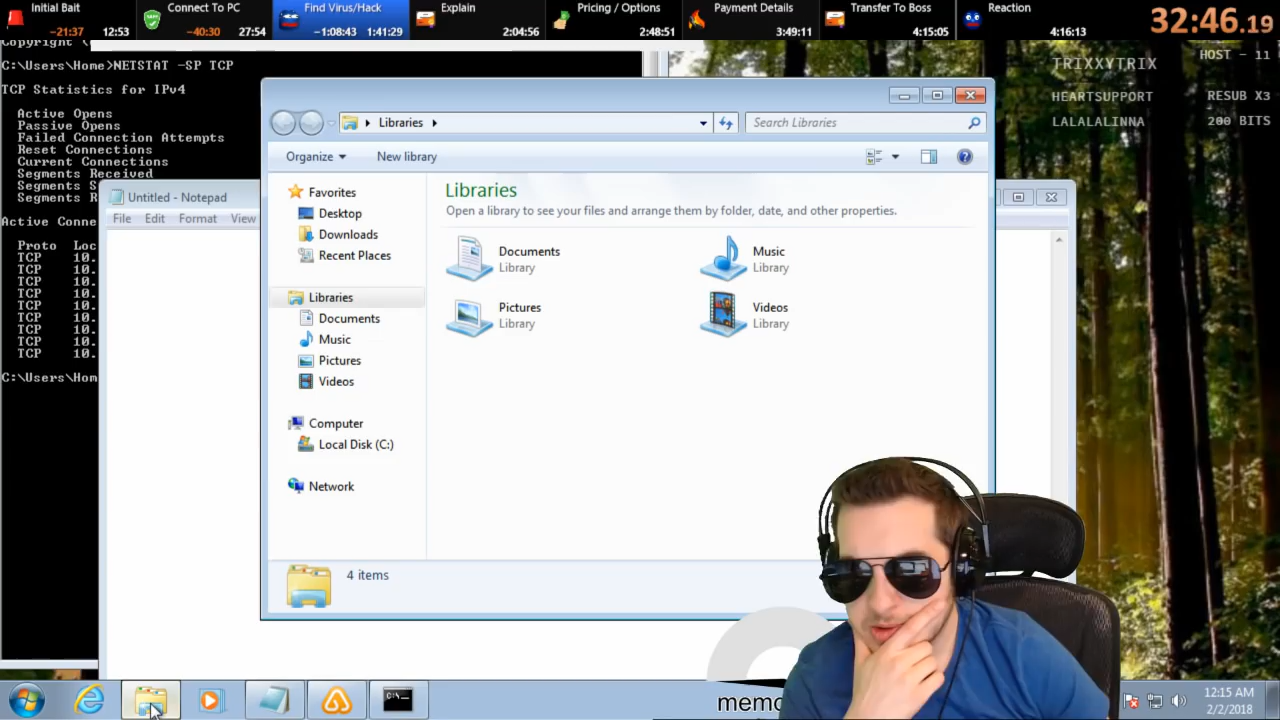 Initial Bait
-21:37 12:53
Connect To PC
-40:30 27:54
Find Virus/Hack
-1:08:43 1:41:29
Explain
2:04:56
Pricing / Options
2:48:51
Payment Details
3:49:11
Transfer To Boss
4:15:05
Reaction
4:16:13
32:46.19
TRIXXYTRIX HOST - 11
HEARTSUPPORT RESUB X3
LALALALINNA 200 BITS
Copyright
C:\Users\Home>NETSTAT -SP TCP
TCP Statistics for IPv4
Active Opens
Passive Opens
Failed Connection Attempts
Reset Connections
Current Connections
Segments Received
Segments S
Segments R
Active Conne
Proto Loc
TCP 10.
TCP 10.
TCP 10.
TCP 10.
TCP 10.
TCP 10.
TCP 10.
TCP 10.
TCP 10.
C:\Users\Hom
Untitled - Notepad
File Edit Format View
Libraries
Search Libraries
Organize New library
Favorites
Desktop
Downloads
Recent Places
Libraries
Documents
Music
Pictures
Videos
Computer
Local Disk (C:)
Network
Libraries
Open a library to see your files and arrange them by folder, date, and other properties.
Documents
Library
Music
Library
Pictures
Library
Videos
Library
4 items
C:\.
memo
12:15 AM
2/2/2018